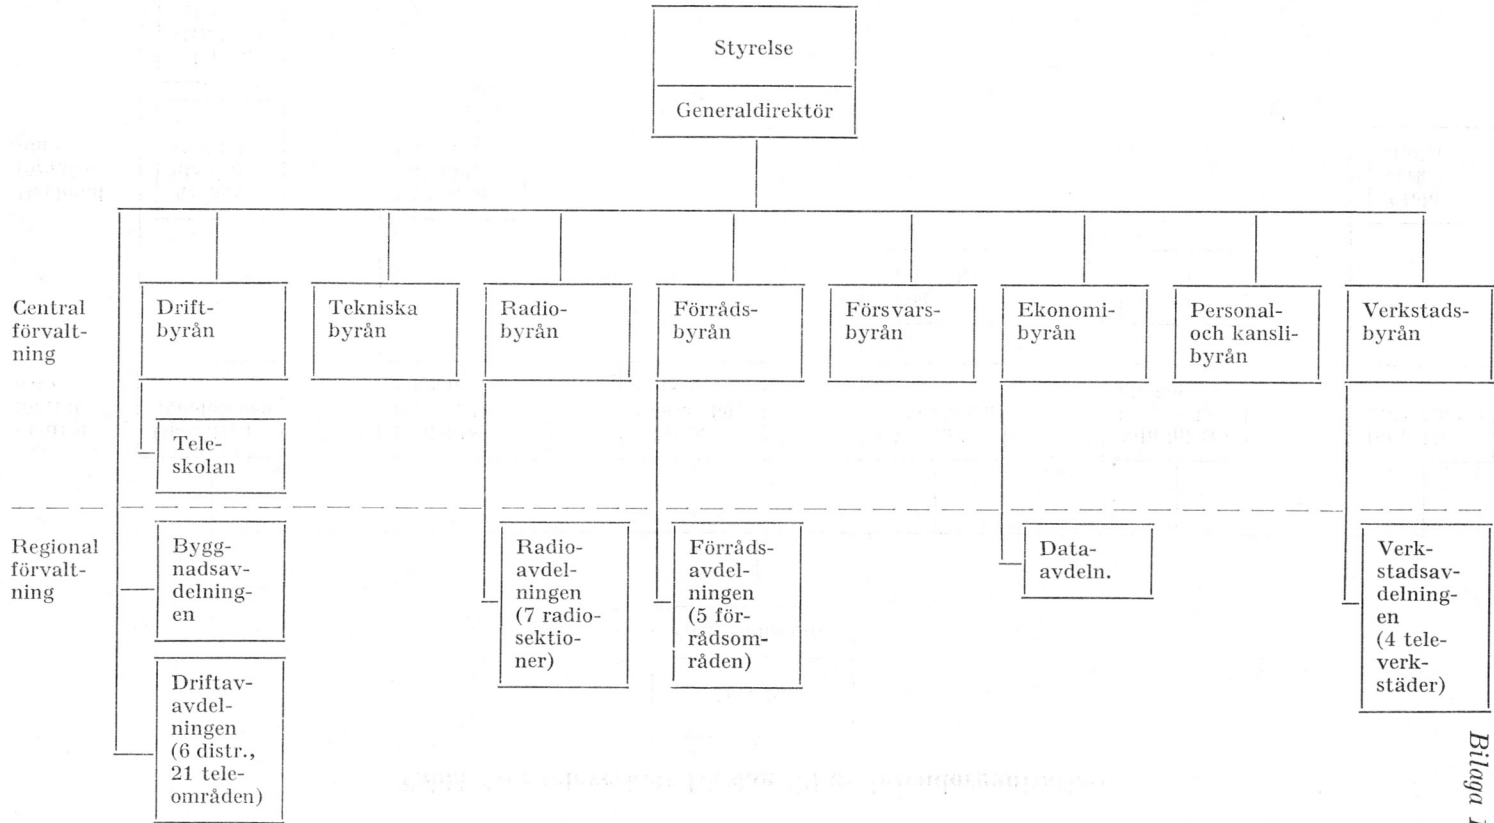 Styrelse
Generaldirektör
Central
förvalt-
ning
Drift-
byrån
Tekniska
byrån
Radio-
byrån
Förråds-
byrån
Försvars-
byrån
Ekonomi-
byrån
Personal-
och kansli-
byrån
Verkstads-
byrån
Tele-
skolan
Regional
förvalt-
ning
Bygg-
nadsav-
delning-
en
Driftav-
avdel-
ningen
(6 distr.,
21 tele-
områden)
Radio-
avdel-
ningen
(7 radio-
sektio-
ner)
Förråds-
avdel-
ningen
(5 för-
rådsom-
råden)
Data-
avdeln.
Verk-
stadsav-
delning-
en
(4 tele-
verk-
städer)
Bilaga